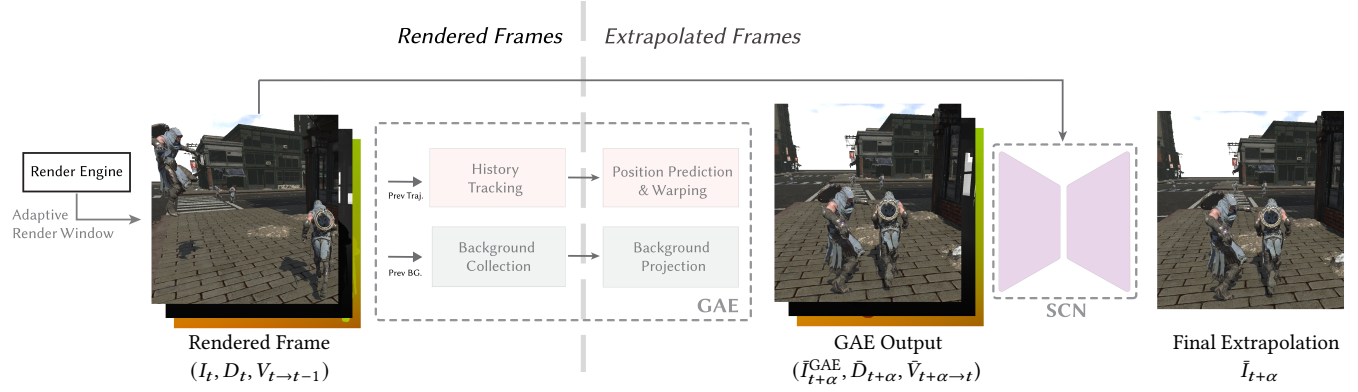 Rendered Frames
Extrapolated Frames
Render Engine
Adaptive
Render Window
Prev Traj.
History
Tracking
Position Prediction
& Warping
Prev BG.
Background
Collection
Background
Projection
GAE
SCN
Rendered Frame
(I_t, D_t, V_{t→t−1})
GAE Output
(Ī^{GAE}_{t+α}, D̄_{t+α}, V̄_{t+α→t})
Final Extrapolation
Ī_{t+α}